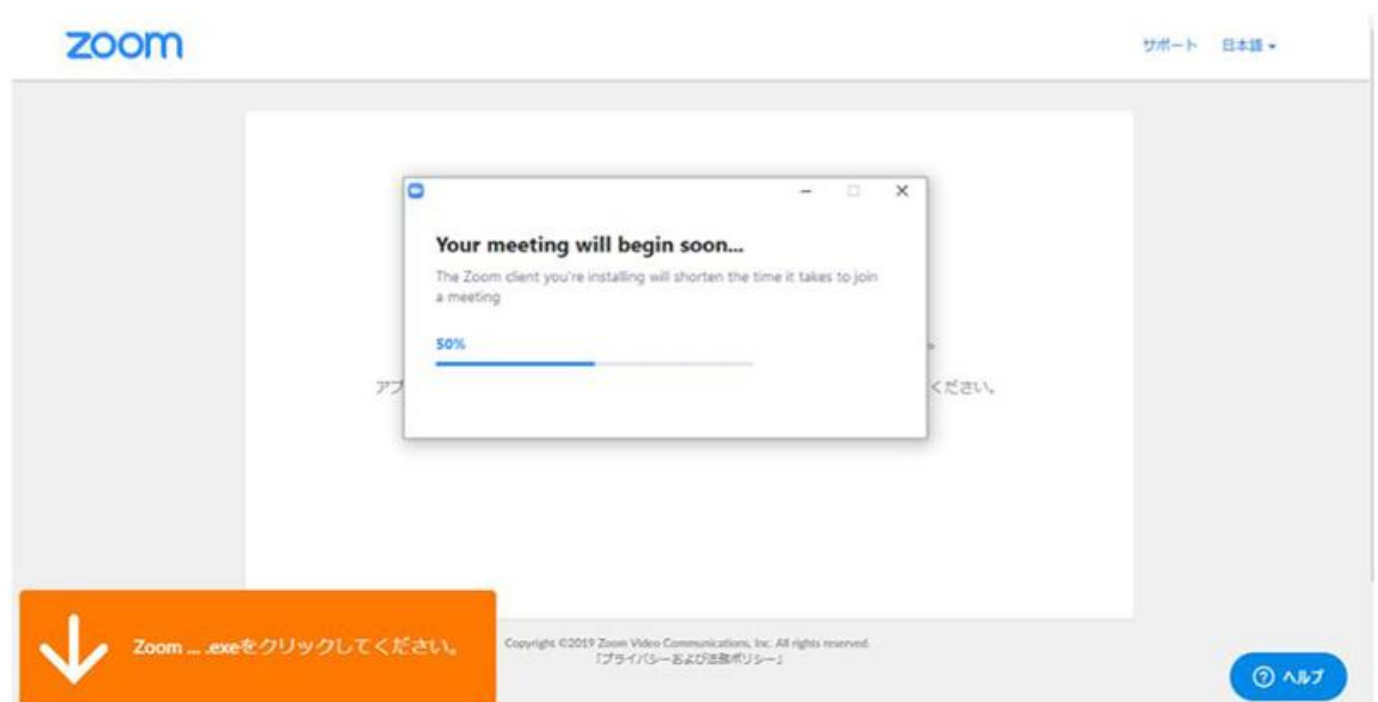 zoom
サポート 日本語
Your meeting will begin soon...
The Zoom client you're installing will shorten the time it takes to join
a meeting
50%
。
アプ
ください。
Zoom ... .exeをクリックしてください。
Copyright ©2019 Zoom Video Communications, Inc. All rights reserved.
「プライバシーおよび法務ポリシー」
ヘルプ